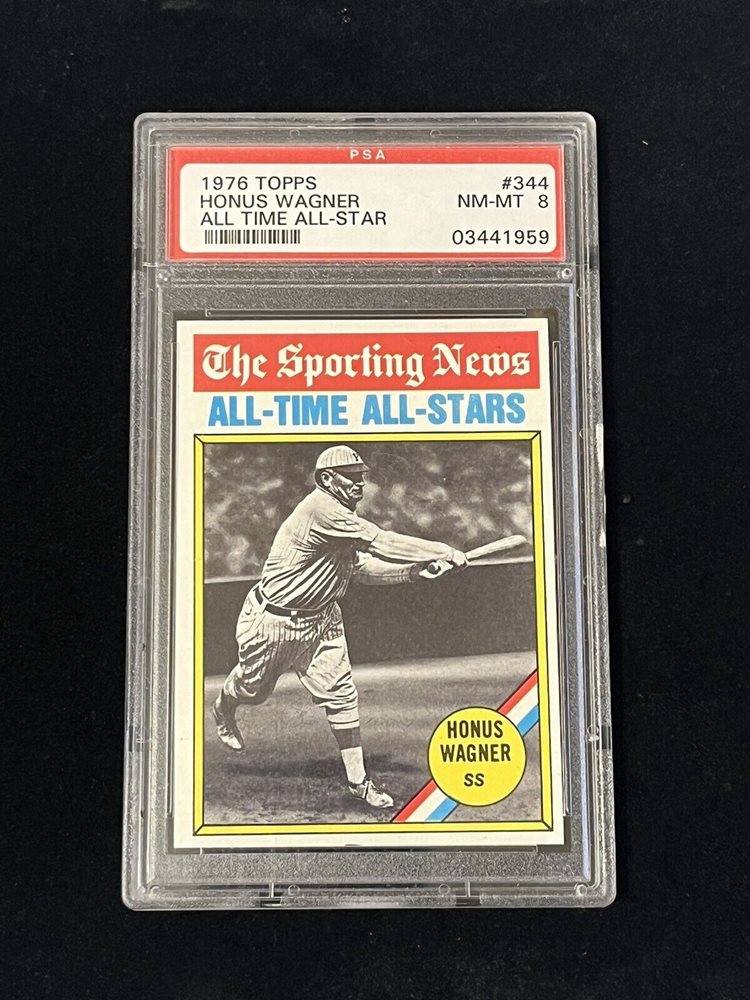 PSA
1976 TOPPS #344
HONUS WAGNER NM-MT 8
ALL TIME ALL-STAR
03441959
The Sporting News
ALL-TIME ALL-STARS
P
HONUS
WAGNER
SS